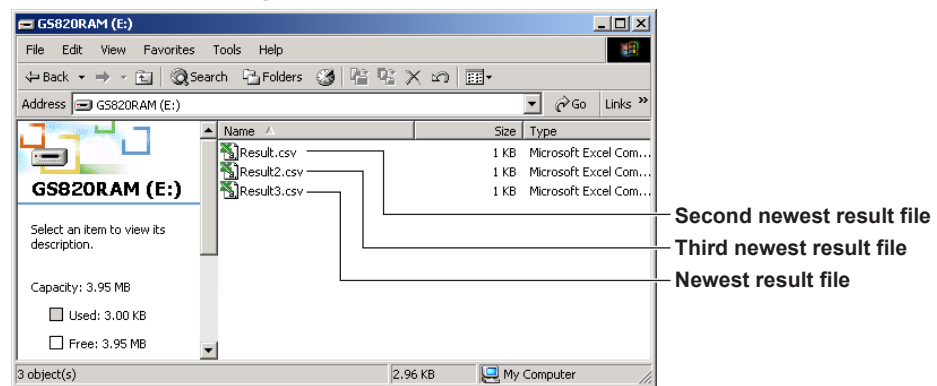 GS820RAM (E:)
File Edit View Favorites Tools Help
Back Search Folders
Address GS820RAM (E:) Go Links »
Name Size Type
Result.csv 1 KB Microsoft Excel Com...
Result2.csv 1 KB Microsoft Excel Com...
Result3.csv 1 KB Microsoft Excel Com...
GS820RAM (E:)
Select an item to view its
description.
Capacity: 3.95 MB
Used: 3.00 KB
Free: 3.95 MB
3 object(s) 2.96 KB My Computer
Second newest result file
Third newest result file
Newest result file